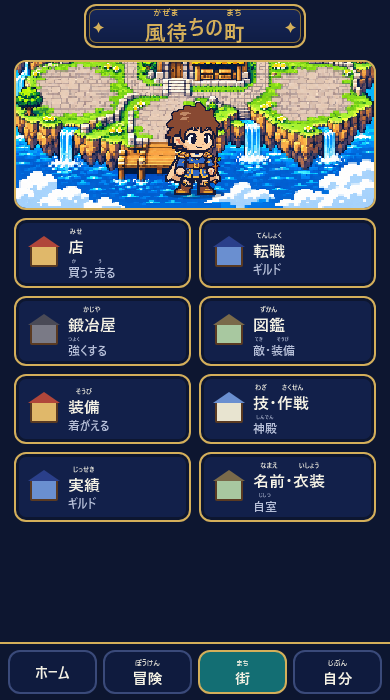 かぜま まち
風待ちの町
みせ
店
か う
買う・売る
てんしょく
転職
ギルド
かじや
鍛冶屋
つよく
強くする
ずかん
図鑑
てき そうび
敵・装備
そうび
装備
着がえる
わざ さくせん
技・作戦
しんでん
神殿
じっせき
実績
ギルド
なまえ いしょう
名前・衣装
じしつ
自室
ホーム
ぼうけん
冒険
まち
街
じぶん
自分